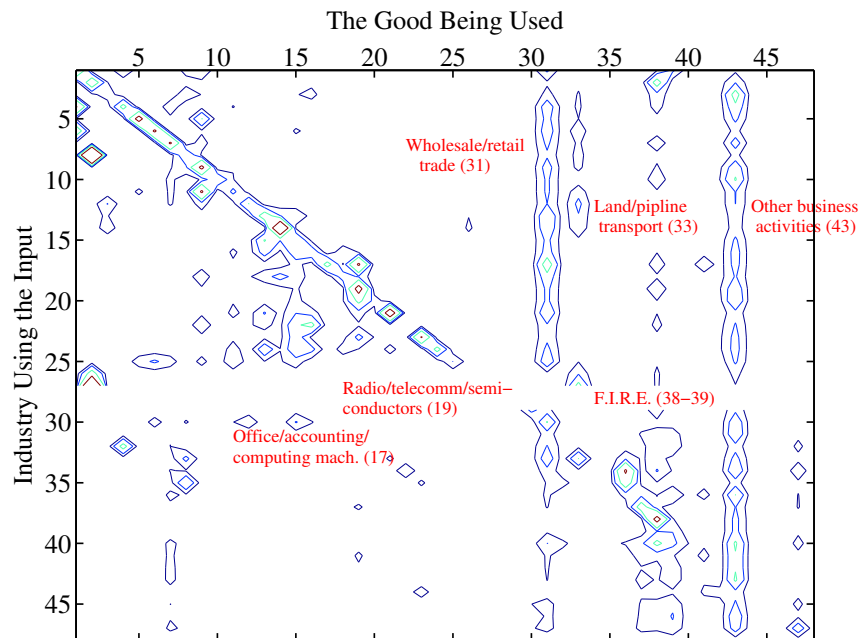 The Good Being Used
5 10 15 20 25 30 35 40 45
Industry Using the Input
5
10
15
20
25
30
35
40
45
Wholesale/retail
trade (31)
Land/pipline
transport (33)
Other business
activities (43)
Radio/telecomm/semi−
conductors (19)
F.I.R.E. (38−39)
Office/accounting/
computing mach. (17)